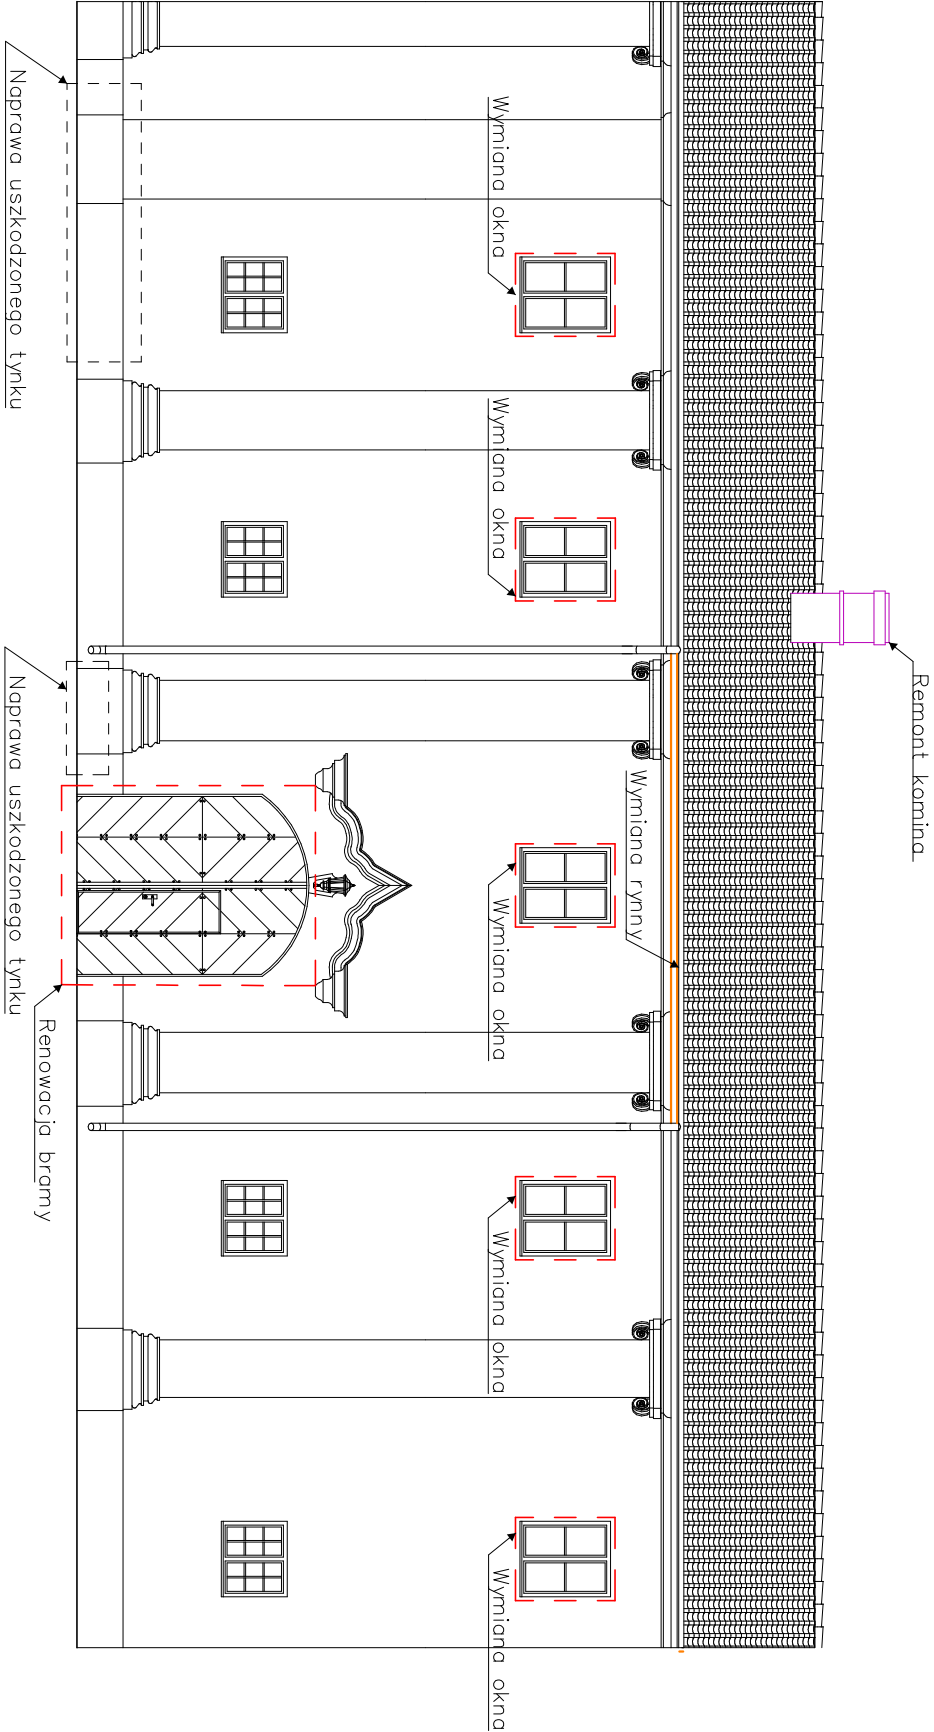 Remont komina
Wymiana rynny
Wymiana okna
Wymiana okna
Wymiana okna
Wymiana okna
Wymiana okna
Renowacja bramy
Naprawa uszkodzonego tynku
Naprawa uszkodzonego tynku